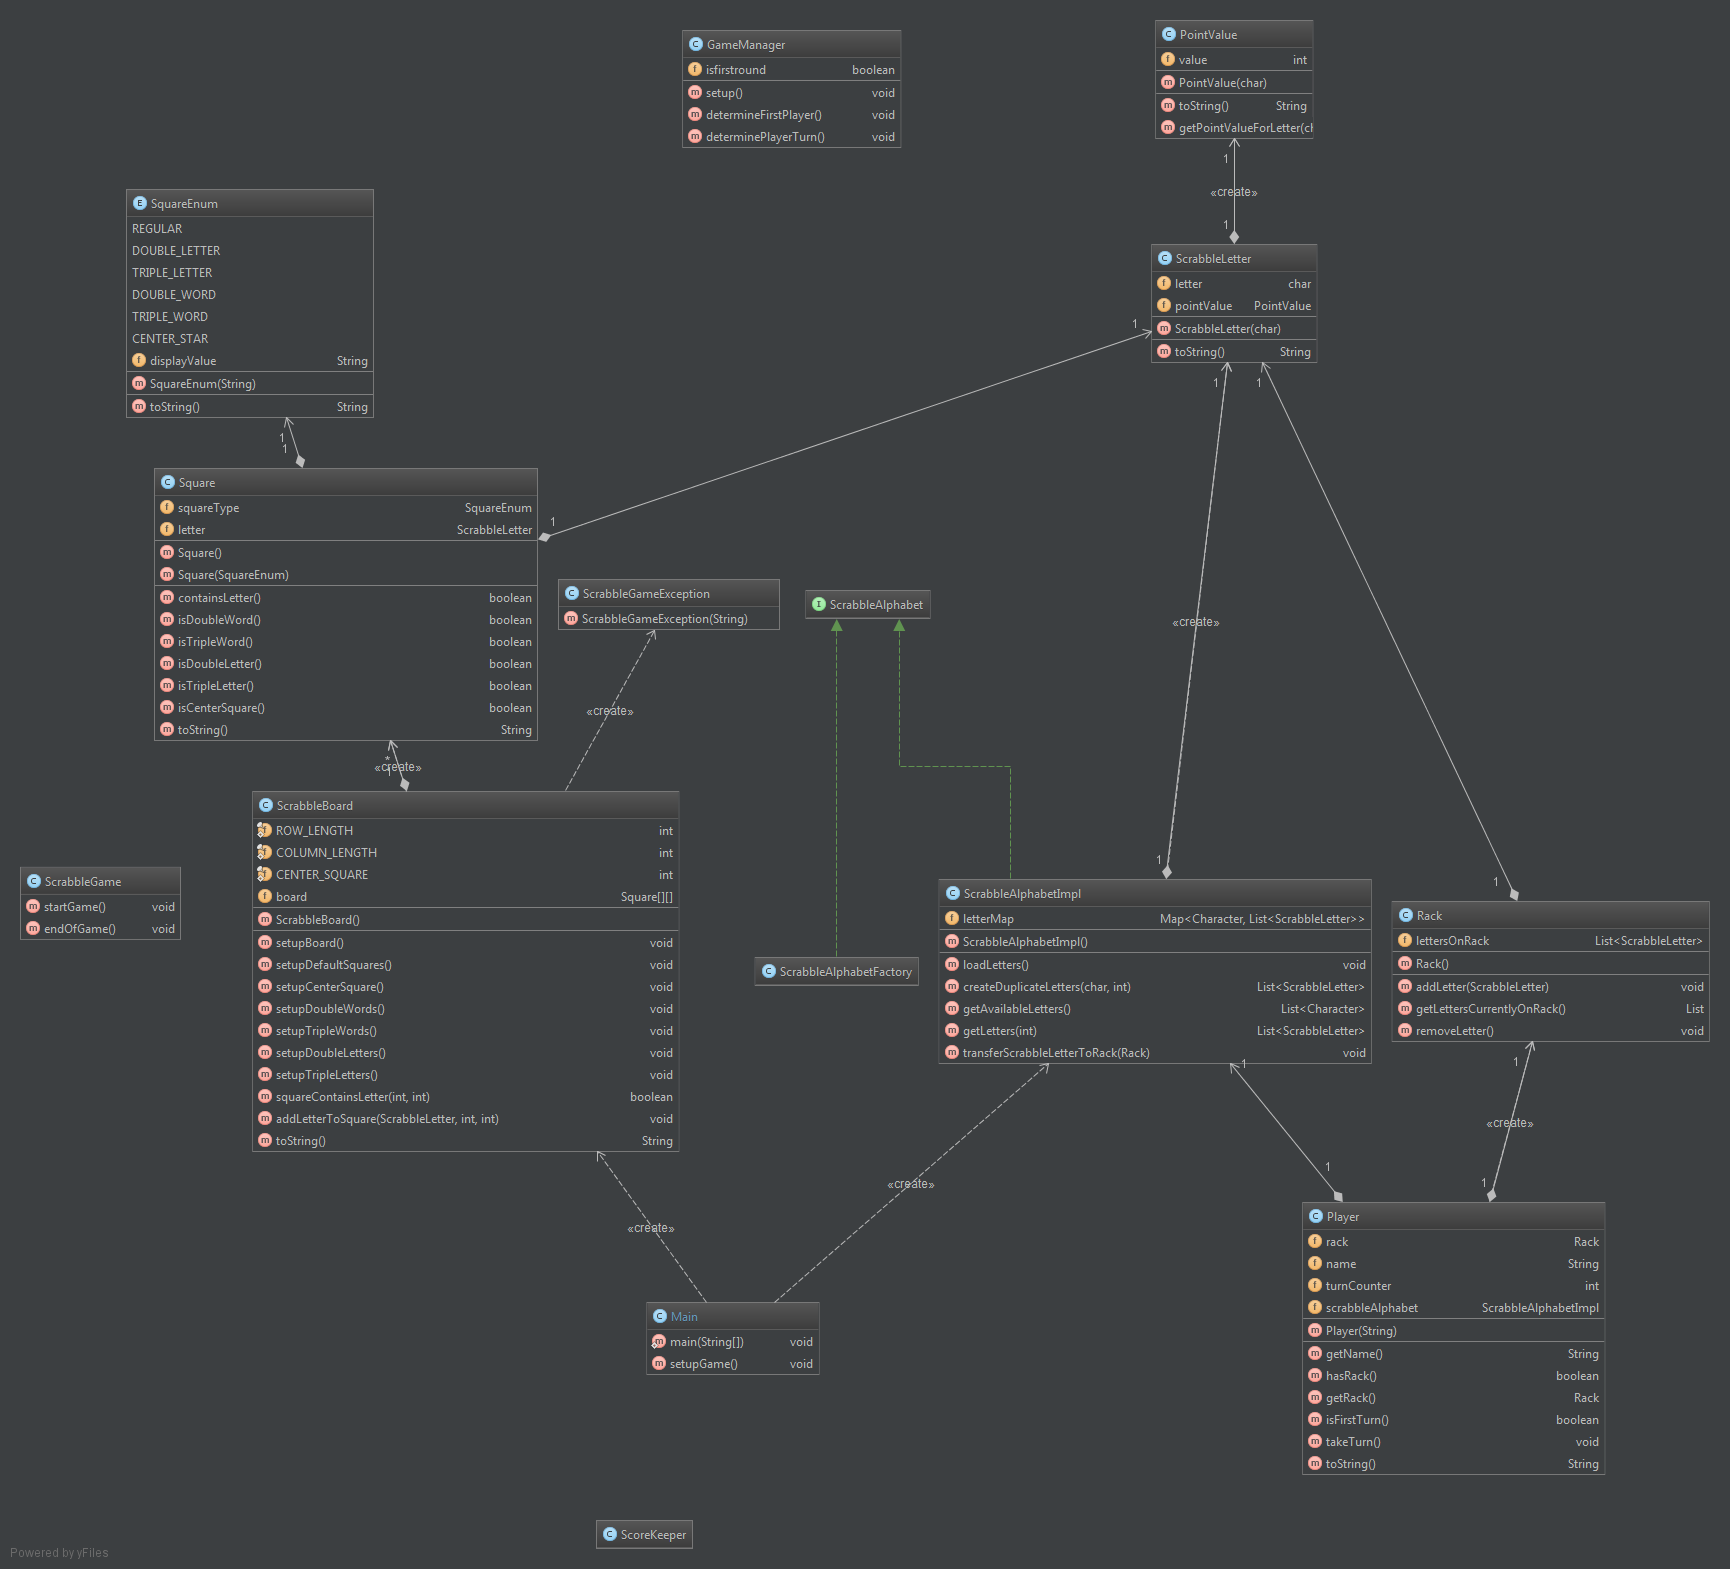 GameManager
isfirstround boolean
setup() void
determineFirstPlayer() void
determinePlayerTurn() void
PointValue
value int
PointValue(char)
toString() String
getPointValueForLetter(ch
1
«create»
1
SquareEnum
REGULAR
DOUBLE_LETTER
TRIPLE_LETTER
DOUBLE_WORD
TRIPLE_WORD
CENTER_STAR
displayValue String
SquareEnum(String)
toString() String
ScrabbleLetter
letter char
pointValue PointValue
ScrabbleLetter(char)
toString() String
1
1
1
1
1
Square
squareType SquareEnum
letter ScrabbleLetter
Square()
Square(SquareEnum)
containsLetter() boolean
isDoubleWord() boolean
isTripleWord() boolean
isDoubleLetter() boolean
isTripleLetter() boolean
isCenterSquare() boolean
toString() String
1
ScrabbleGameException
ScrabbleGameException(String)
ScrabbleAlphabet
«create»
«create»
*
«create»
1
ScrabbleBoard
ROW_LENGTH int
COLUMN_LENGTH int
CENTER_SQUARE int
board Square[][]
ScrabbleBoard()
setupBoard() void
setupDefaultSquares() void
setupCenterSquare() void
setupDoubleWords() void
setupTripleWords() void
setupDoubleLetters() void
setupTripleLetters() void
squareContainsLetter(int, int) boolean
addLetterToSquare(ScrabbleLetter, int, int) void
toString() String
ScrabbleGame
startGame() void
endOfGame() void
ScrabbleAlphabetFactory
1
ScrabbleAlphabetImpl
letterMap Map<Character, List<ScrabbleLetter>>
ScrabbleAlphabetImpl()
loadLetters() void
createDuplicateLetters(char, int) List<ScrabbleLetter>
getAvailableLetters() List<Character>
getLetters(int) List<ScrabbleLetter>
transferScrabbleLetterToRack(Rack) void
1
Rack
lettersOnRack List<ScrabbleLetter>
Rack()
addLetter(ScrabbleLetter) void
getLettersCurrentlyOnRack() List
removeLetter() void
1
1
«create»
1
1
«create»
«create»
Main
main(String[]) void
setupGame() void
Player
rack Rack
name String
turnCounter int
scrabbleAlphabet ScrabbleAlphabetImpl
Player(String)
getName() String
hasRack() boolean
getRack() Rack
isFirstTurn() boolean
takeTurn() void
toString() String
ScoreKeeper
Powered by yFiles